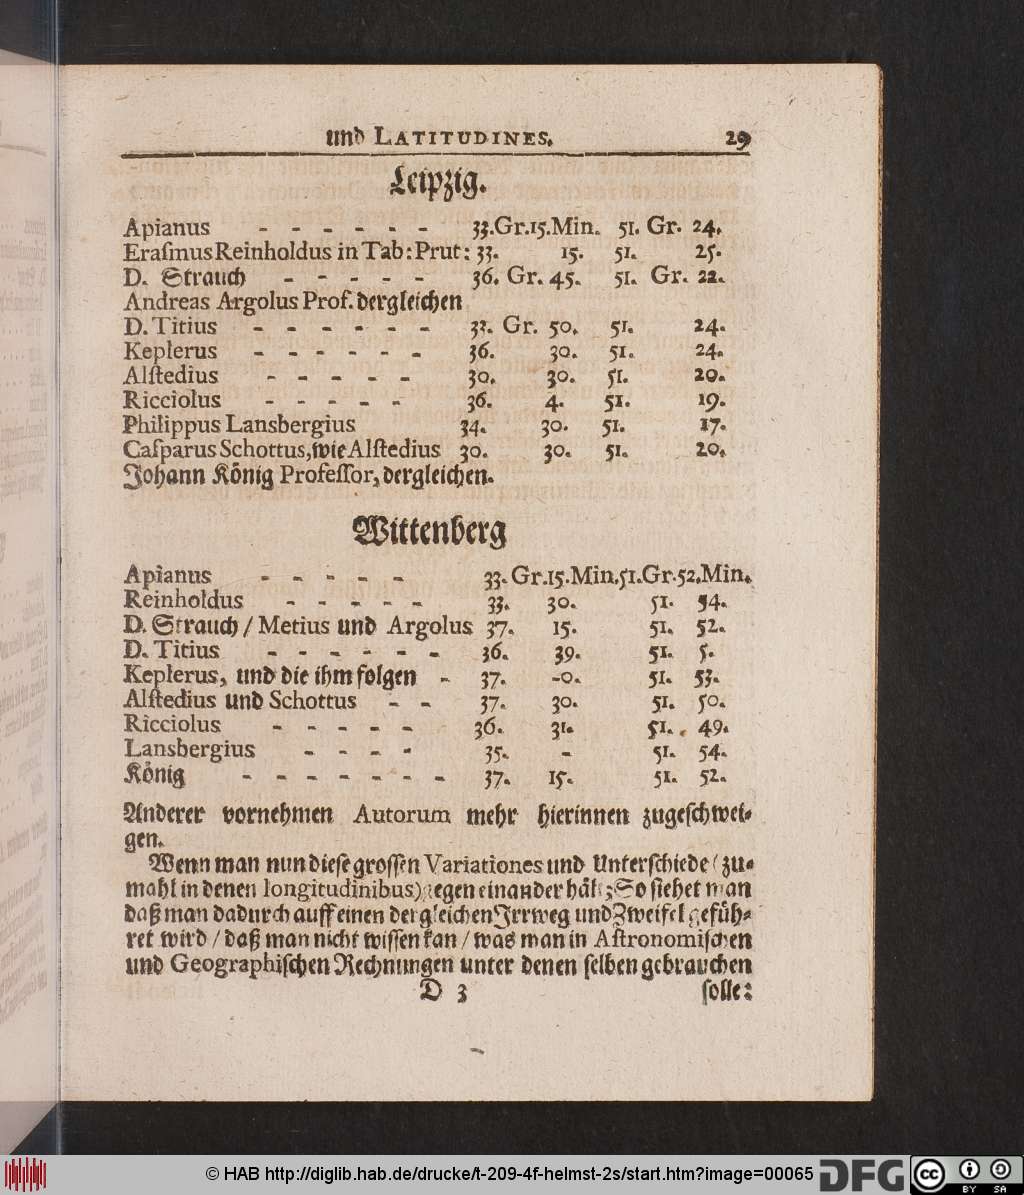 und LATITUDINES. 29
Leipzig.
Apianus - - - - - - 33.Gr.15.Min. 51. Gr. 24.
Eraſmus Reinholdus in Tab: Prut: 33. 15. 51. 25.
D. Strauch - - - - - 36. Gr. 45. 51. Gr. 22.
Andreas Argolus Prof. dergleichen
D. Titius - - - - - - Gr. 50. 51. 24.
Keplerus - - - - - 36. 30. 51. 24.
Alſtedius - - - - - 30. 30. 51. 20.
Ricciolus - - - - - 36. 4. 51. 19.
Philippus Lansbergius 34. 30. 51. 17.
Caſparus Schottus, wie Alſtedius 30. 30. 51. 20.
Johann König Profeſſor, dergleichen.
Wittenberg
Apianus - - - - - 33. Gr.15.Min.51.Gr.52.Min.
Reinholdus - - - - - 33. 30. 51. 54.
D. Strauch / Metius und Argolus 37. 15. 51. 52.
D. Titius - - - - - - 36. 39. 51. 5.
Keplerus, und die ihm folgen - 37. -0. 51. 53.
Alſtedius und Schottus - - 37. 30. 51. 50.
Ricciolus - - - - - 36. 31. 51. 49.
Lansbergius - - - - 35. - 51. 54.
König - - - - - - - 37. 15. 51. 52.
Anderer vornehmen Autorum mehr hierinnen zugeſchwei-
gen.
Wenn man nun dieſe groſſen Variationes und Unterſchiede (zu-
mahl in denen longitudinibus) gegen einander hält; So ſiehet man
daß man dadurch auff einen dergleichen Jrrweg und Zweifel gefüh-
ret wird / daß man nicht wiſſen kan / was man in Aſtronomiſchen
und Geographiſchen Rechnungen unter denen ſelben gebrauchen
D 3 ſolle:
© HAB http://diglib.hab.de/drucke/t-209-4f-helmst-2s/start.htm?image=00065 DFG cc BY SA